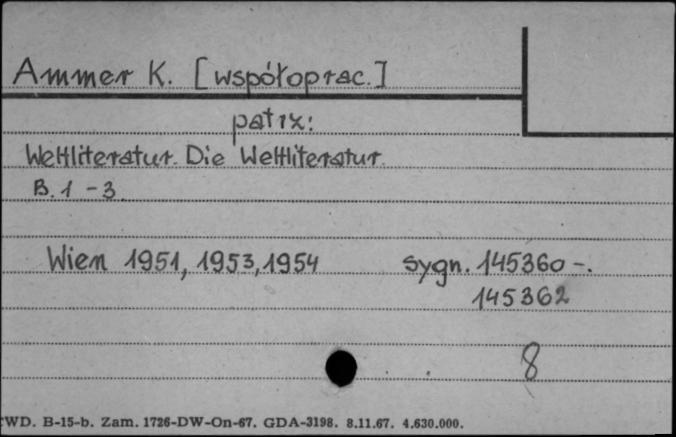 Ammer K. [współoprac.]
patrz:
Weltliteratur. Die Weltliteratur.
B. 1 - 3.
Wien 1951, 1953, 1954 sygn. 145360 -.
145362
8
CWD. B-15-b. Zam. 1726-DW-On-67. GDA-3198. 8.11.67. 4.630.000.